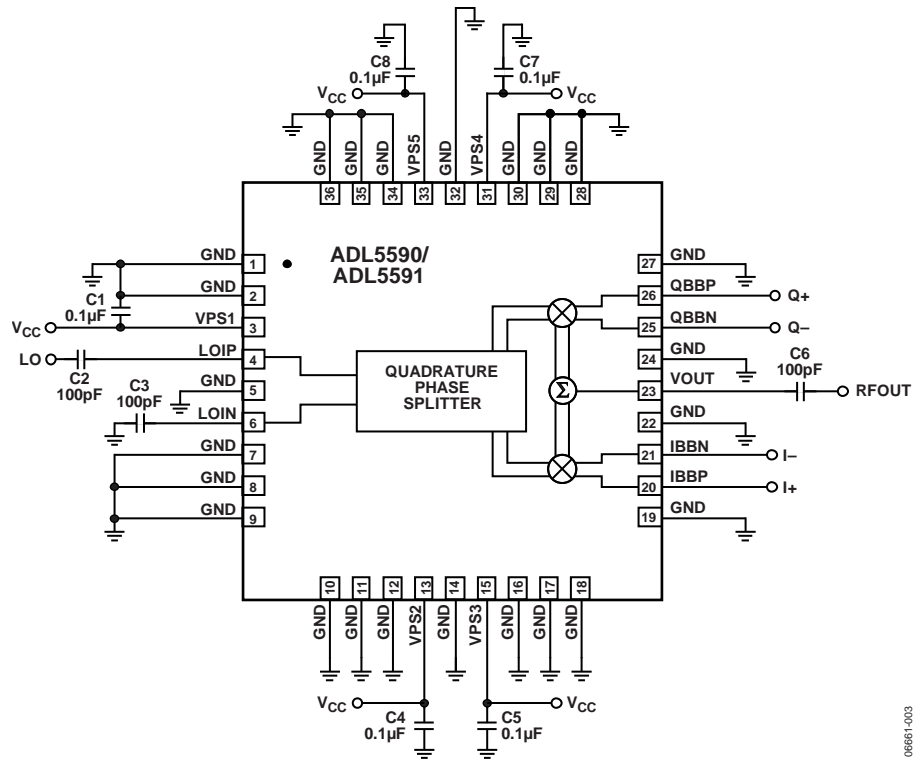 C8
0.1µF
C7
0.1µF
VCC
VCC
GND
GND
GND
VPS5
GND
VPS4
GND
GND
GND
36
35
34
33
32
31
30
29
28
ADL5590/
ADL5591
GND
1
GND
2
C1
0.1µF
VCC
VPS1
3
LO
C2
100pF
LOIP
4
GND
5
C3
100pF
LOIN
6
GND
7
GND
8
GND
9
QUADRATURE
PHASE
SPLITTER
Σ
27
GND
26
QBBP
Q+
25
QBBN
Q–
24
GND
C6
100pF
23
VOUT
RFOUT
22
GND
21
IBBN
I–
20
IBBP
I+
19
GND
10
11
12
13
14
15
16
17
18
GND
GND
GND
VPS2
GND
VPS3
GND
GND
GND
VCC
C4
0.1µF
C5
0.1µF
VCC
06661-003